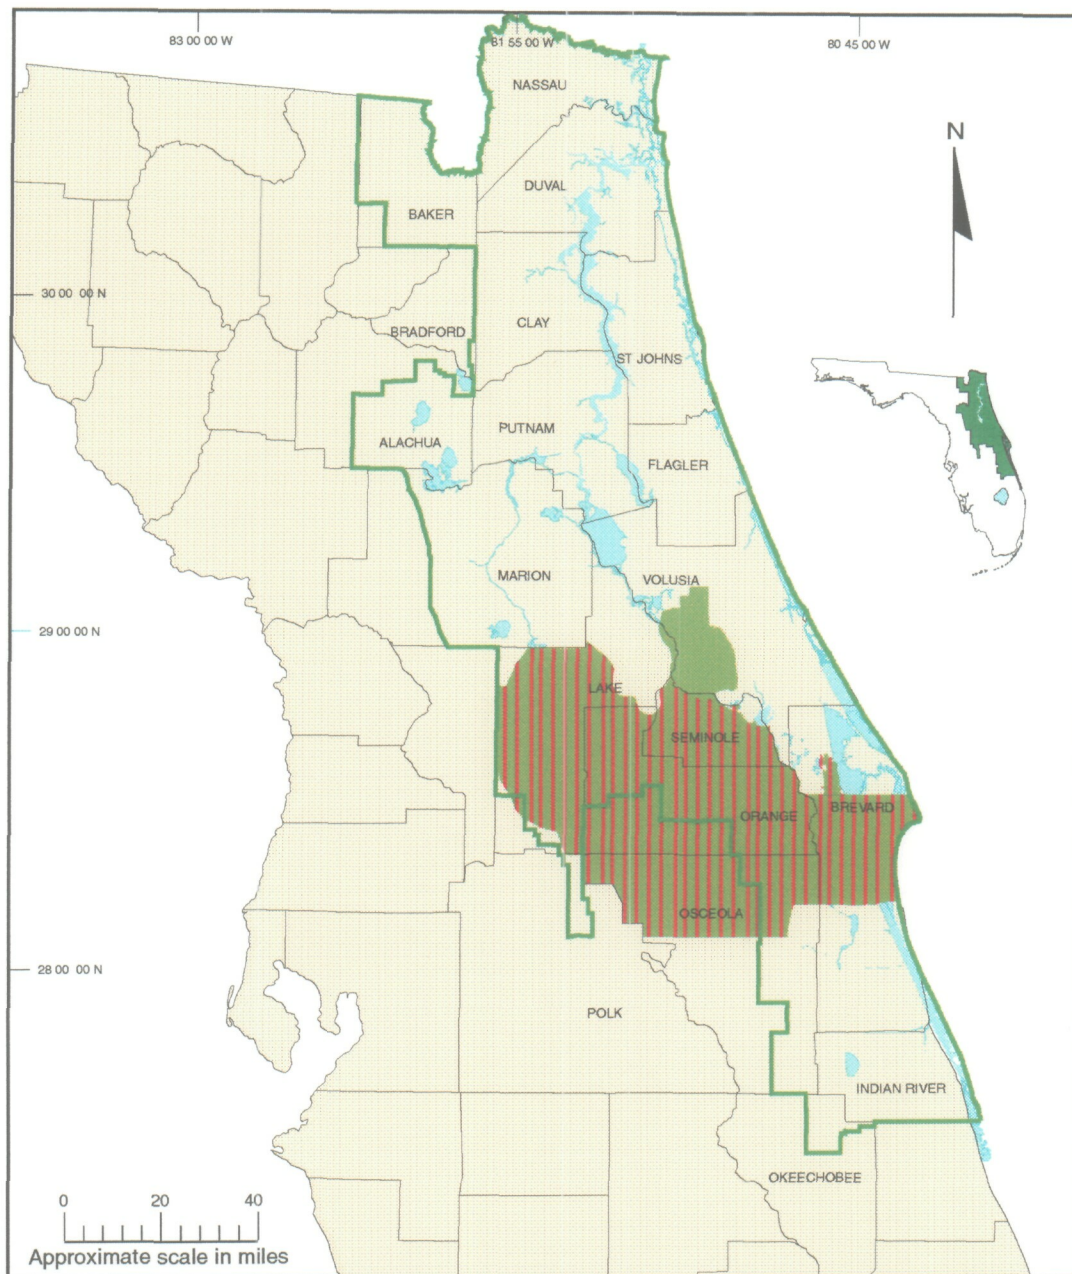 83 00 00 W
81 55 00 W
80 45 00 W
NASSAU
N
DUVAL
BAKER
30 00 00 N
CLAY
BRADFORD
ST JOHNS
PUTNAM
ALACHUA
FLAGLER
MARION
VOLUSIA
29 00 00 N
LAKE
SEMINOLE
BREVARD
ORANGE
OSCEOLA
28 00 00 N
POLK
INDIAN RIVER
OKEECHOBEE
0 20 40
Approximate scale in miles